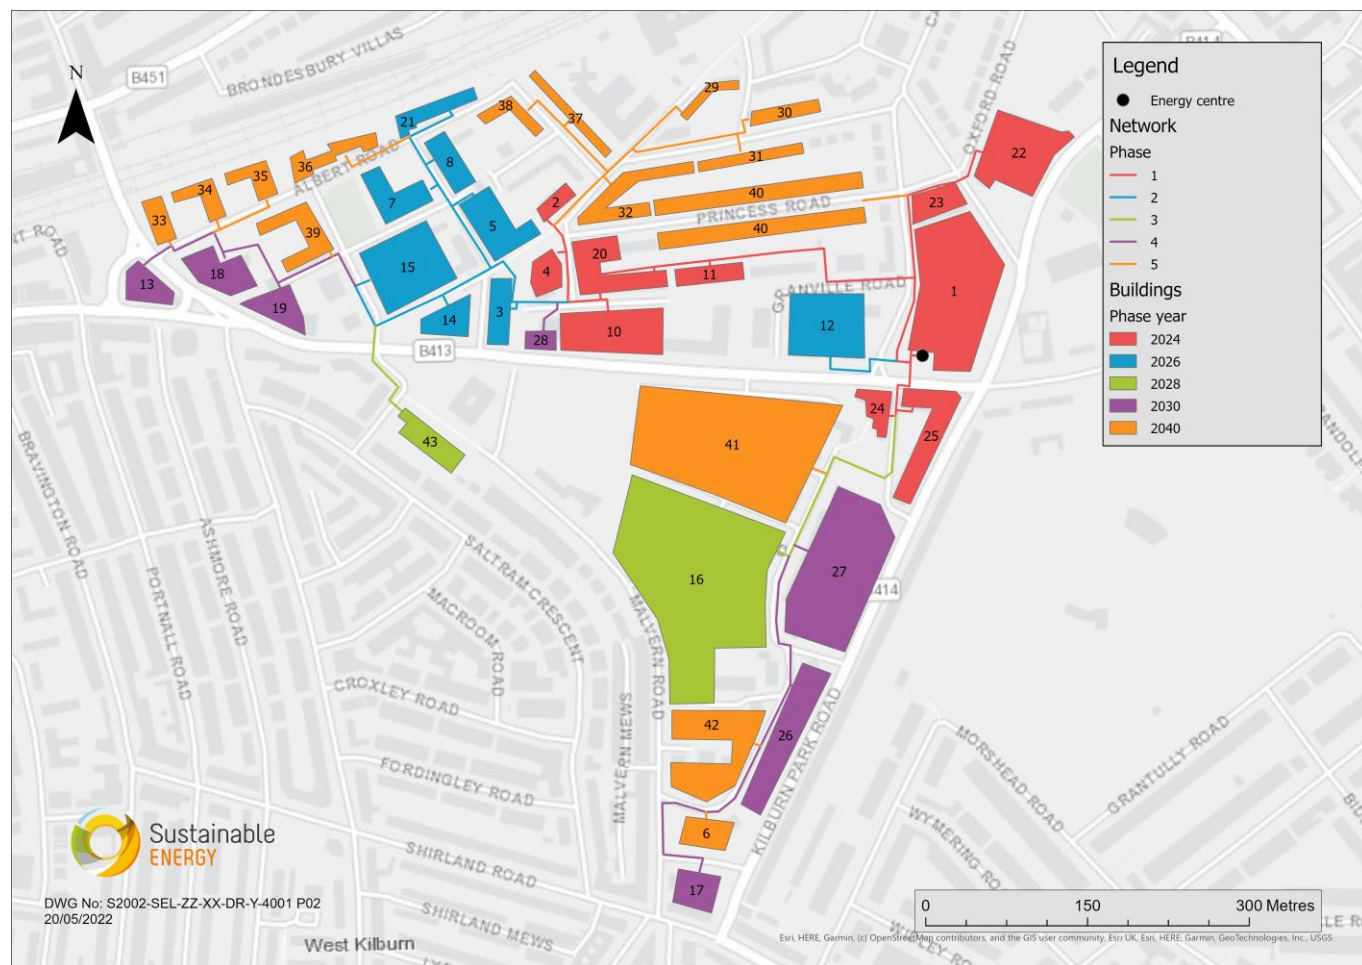 BRONDESBURY VILLAS
B451
N
OXFORD ROAD
B414
Legend
Energy centre
Network
Phase
1
2
3
4
5
Buildings
Phase year
2024
2026
2028
2030
2040
ALBERT ROAD
PRINCESS ROAD
GRANVILLE ROAD
21
38
37
29
30
22
36
8
31
35
34
7
2
32
40
23
33
5
40
39
20
15
4
11
1
13
18
19
14
3
28
10
12
B413
24
25
43
41
16
27
414
BRAVINGTON ROAD
PORTNALL ROAD
ASHMORE ROAD
SALTRAM CRESCENT
MACROOM ROAD
MALVERN ROAD
CROXLEY ROAD
MALVERN MEWS
42
26
FORDINGLEY ROAD
KILBURN PARK ROAD
MORSHEAD ROAD
GRANTULLY ROAD
6
SHIRLAND ROAD
17
SHIRLAND MEWS
West Kilburn
Sustainable
ENERGY
DWG No: S2002-SEL-ZZ-XX-DR-Y-4001 P02
20/05/2022
0 150 300 Metres
Esri, HERE, Garmin, (c) OpenStreetMap contributors, and the GIS user community, Esri UK, Esri, HERE, Garmin, GeoTechnologies, Inc., USGS